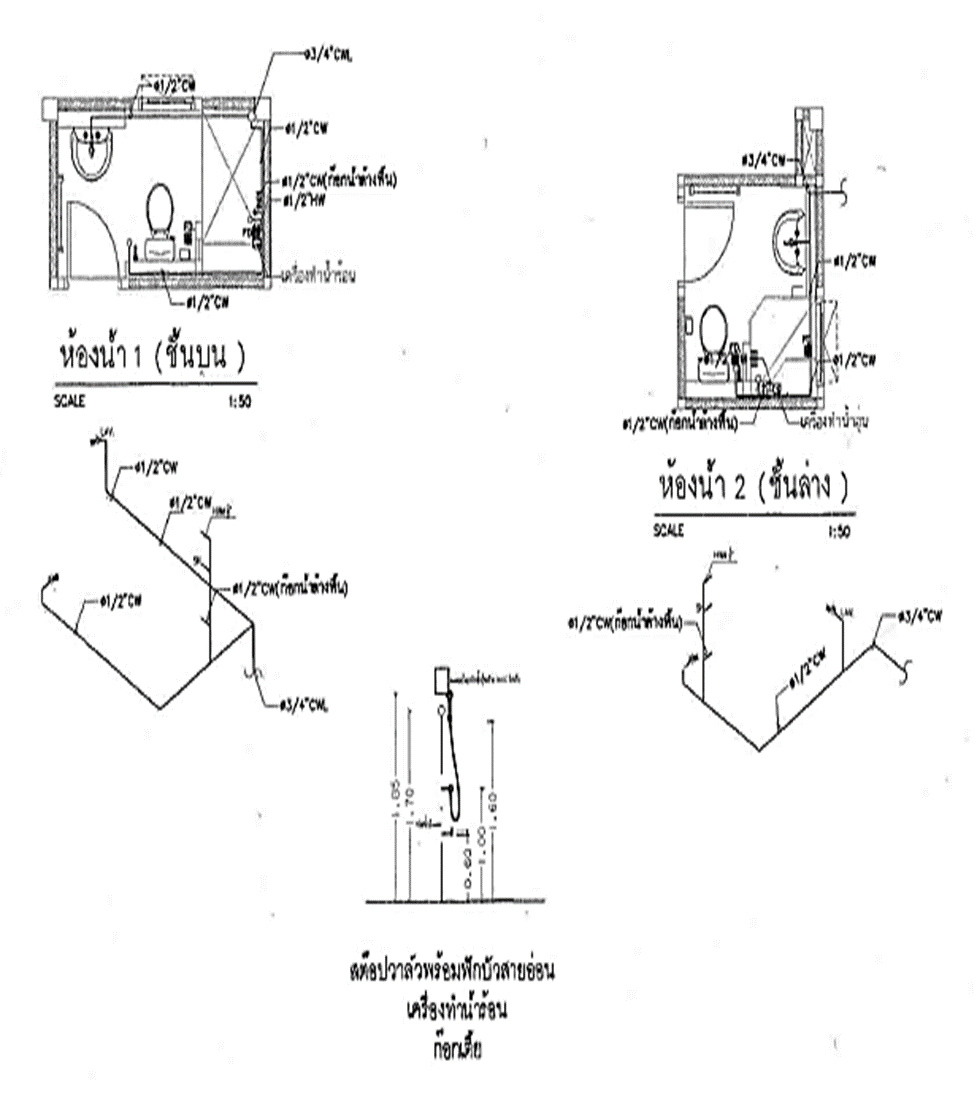 ø3/4"CWL
ø1/2"CW
ø1/2"CW
ø1/2"CW(ก๊อกน้ำล้างพื้น)
ø1/2"HW
เครื่องทำน้ำร้อน
ø1/2"CW
ห้องน้ำ 1 (ชั้นบน )
SCALE 1:50
ø3/4"CW
ø1/2"CW
ø1/2"CW
ø1/2"CW(ก๊อกน้ำล้างพื้น)
เครื่องทำน้ำอุ่น
ห้องน้ำ 2 (ชั้นล่าง )
SCALE 1:50
LAV.
ø1/2"CW
ø1/2"CW
ø1/2"CW(ก๊อกน้ำล้างพื้น)
ø1/2"CW
ø3/4"CWL
ø1/2"CW(ก๊อกน้ำล้างพื้น)
LAV.
ø3/4"CW
ø1/2"CW
1.85
1.70
0.60
1.00
1.60
สต๊อปวาล์วพร้อมฝักบัวสายอ่อน
เครื่องทำน้ำร้อน
ก๊อกเตี้ย